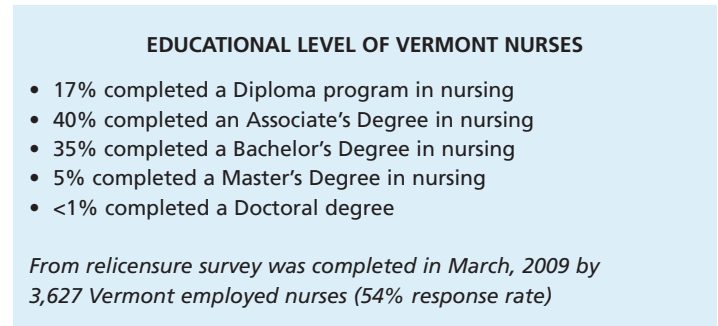 EDUCATIONAL LEVEL OF VERMONT NURSES
• 17% completed a Diploma program in nursing
• 40% completed an Associate’s Degree in nursing
• 35% completed a Bachelor’s Degree in nursing
• 5% completed a Master’s Degree in nursing
• <1% completed a Doctoral degree
From relicensure survey was completed in March, 2009 by
3,627 Vermont employed nurses (54% response rate)